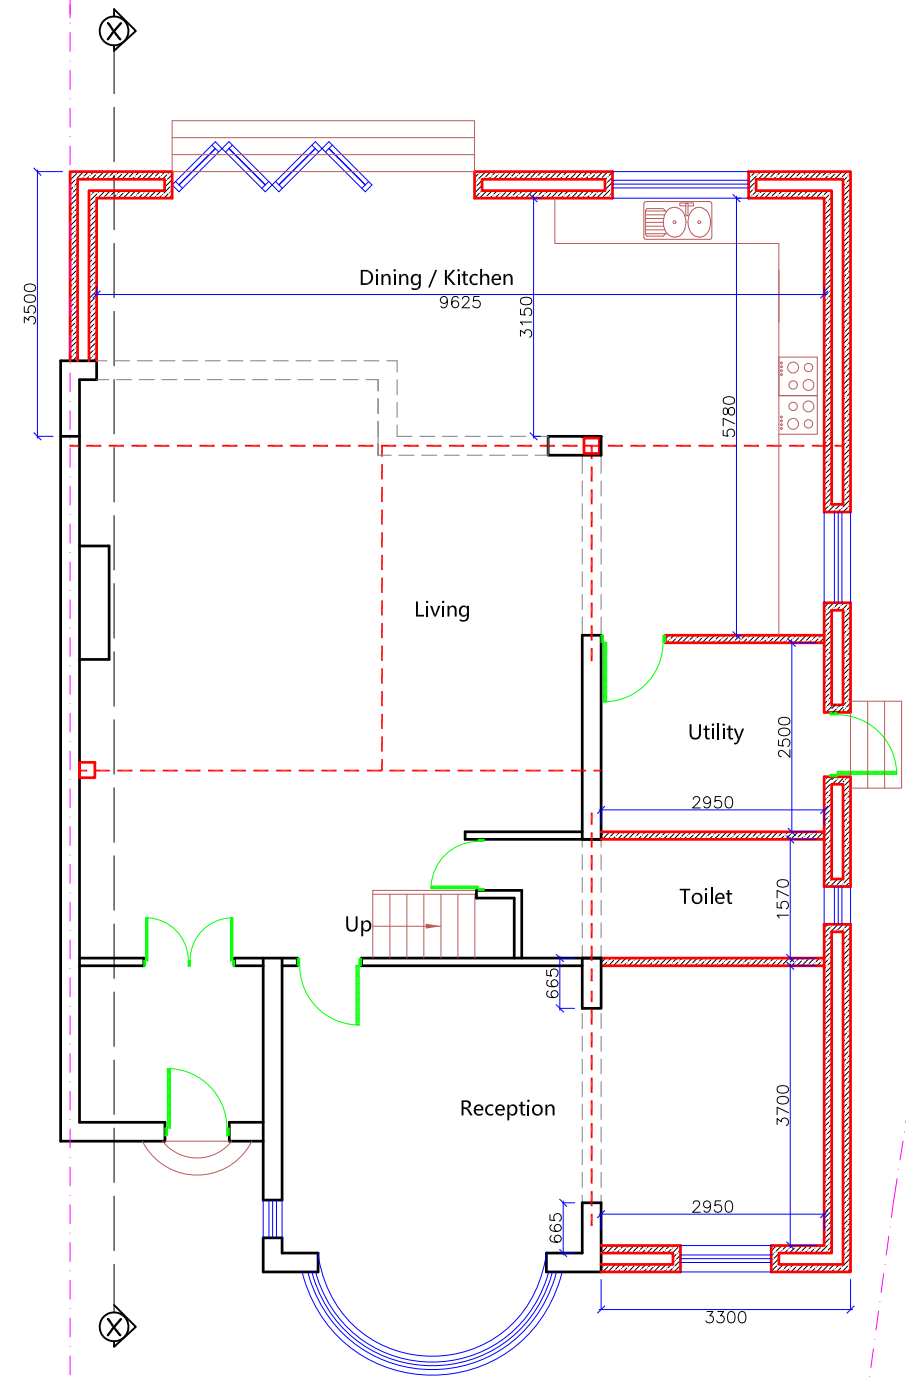 X
Dining / Kitchen
9625
3500
3150
5780
Living
Utility
2500
2950
Toilet
1570
Up
665
Reception
3700
2950
665
3300
X